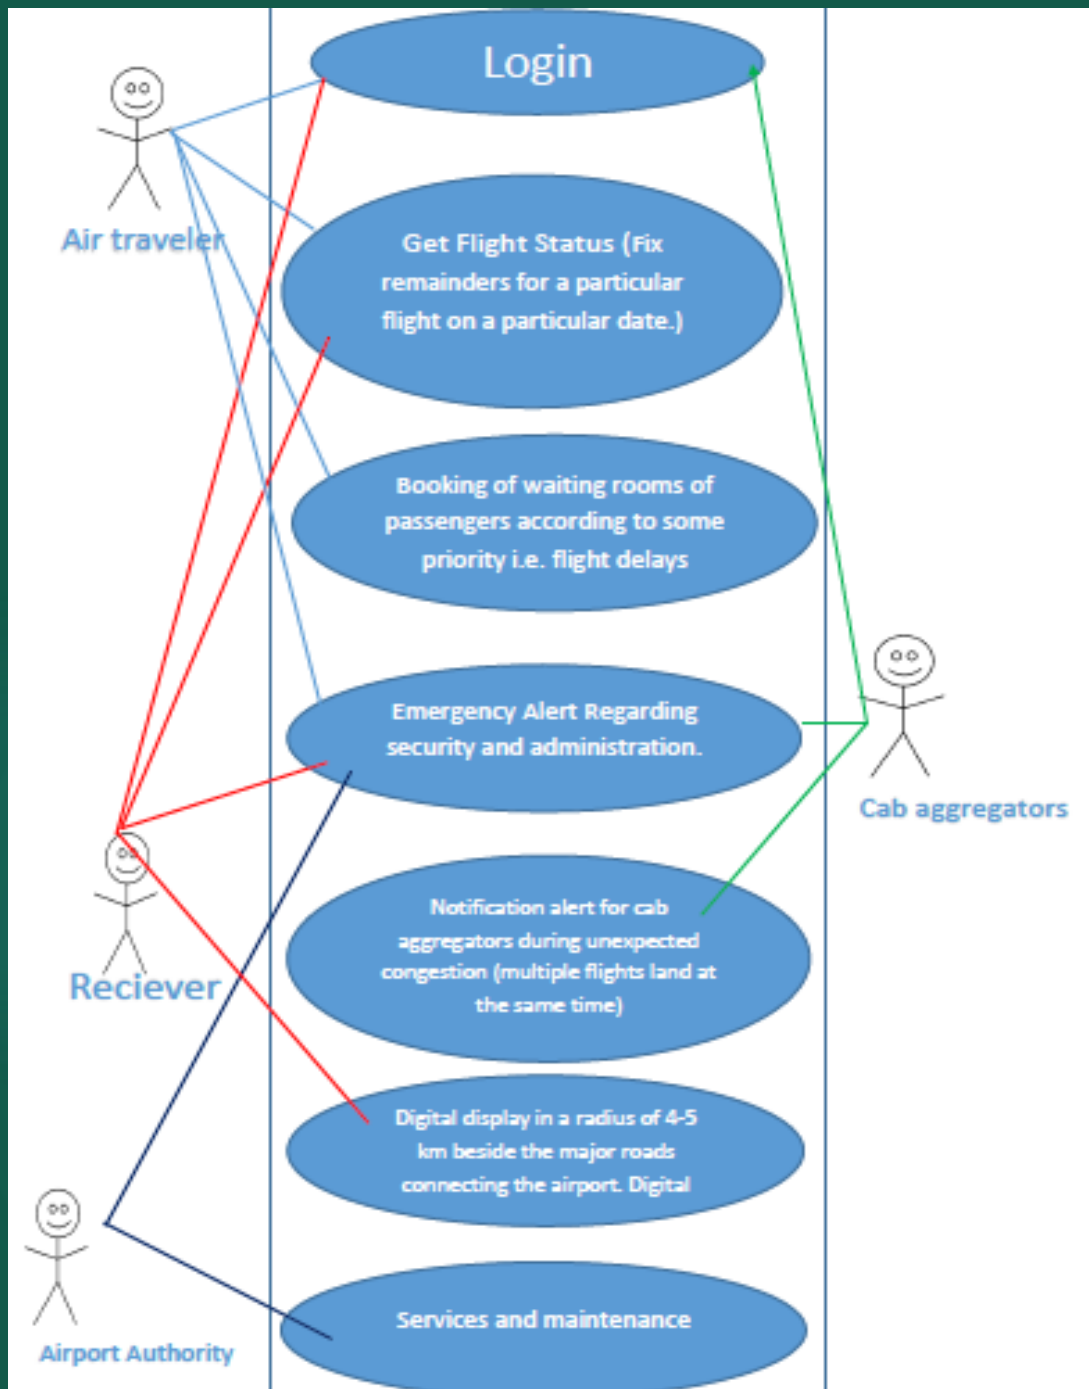 Login
Air traveler
Get Flight Status (Fix
remainders for a particular
flight on a particular date.)
Booking of waiting rooms of
passengers according to some
priority i.e. flight delays
Emergency Alert Regarding
security and administration.
Cab aggregators
Notification alert for cab
aggregators during unexpected
congestion (multiple flights land at
the same time)
Reciever
Digital display in a radius of 4-5
km beside the major roads
connecting the airport. Digital
Services and maintenance
Airport Authority